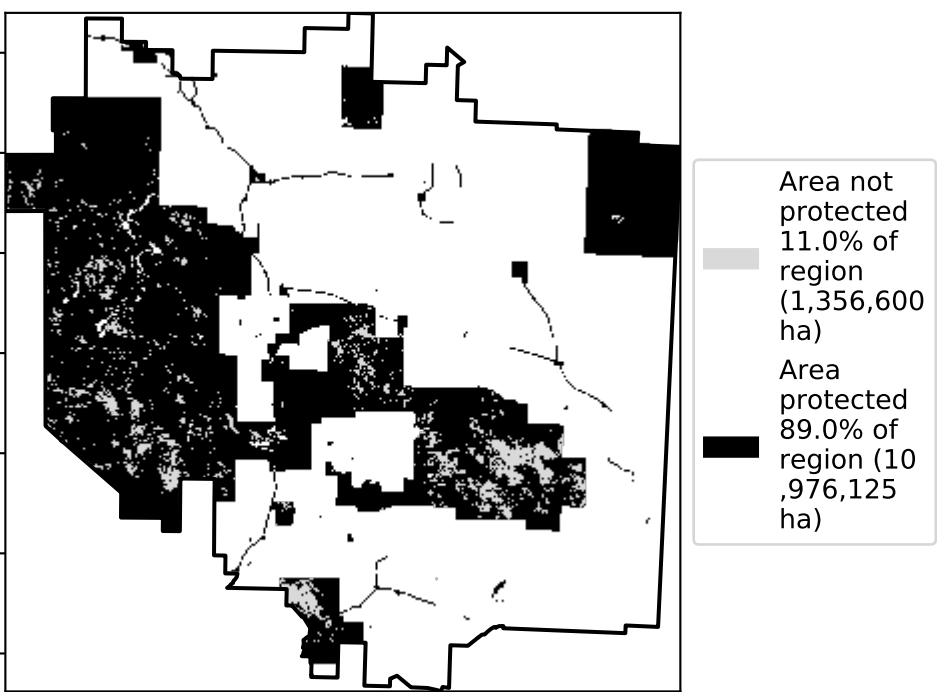 Area not
protected
11.0% of
region
(1,356,600
ha)
Area
protected
89.0% of
region (10
,976,125
ha)